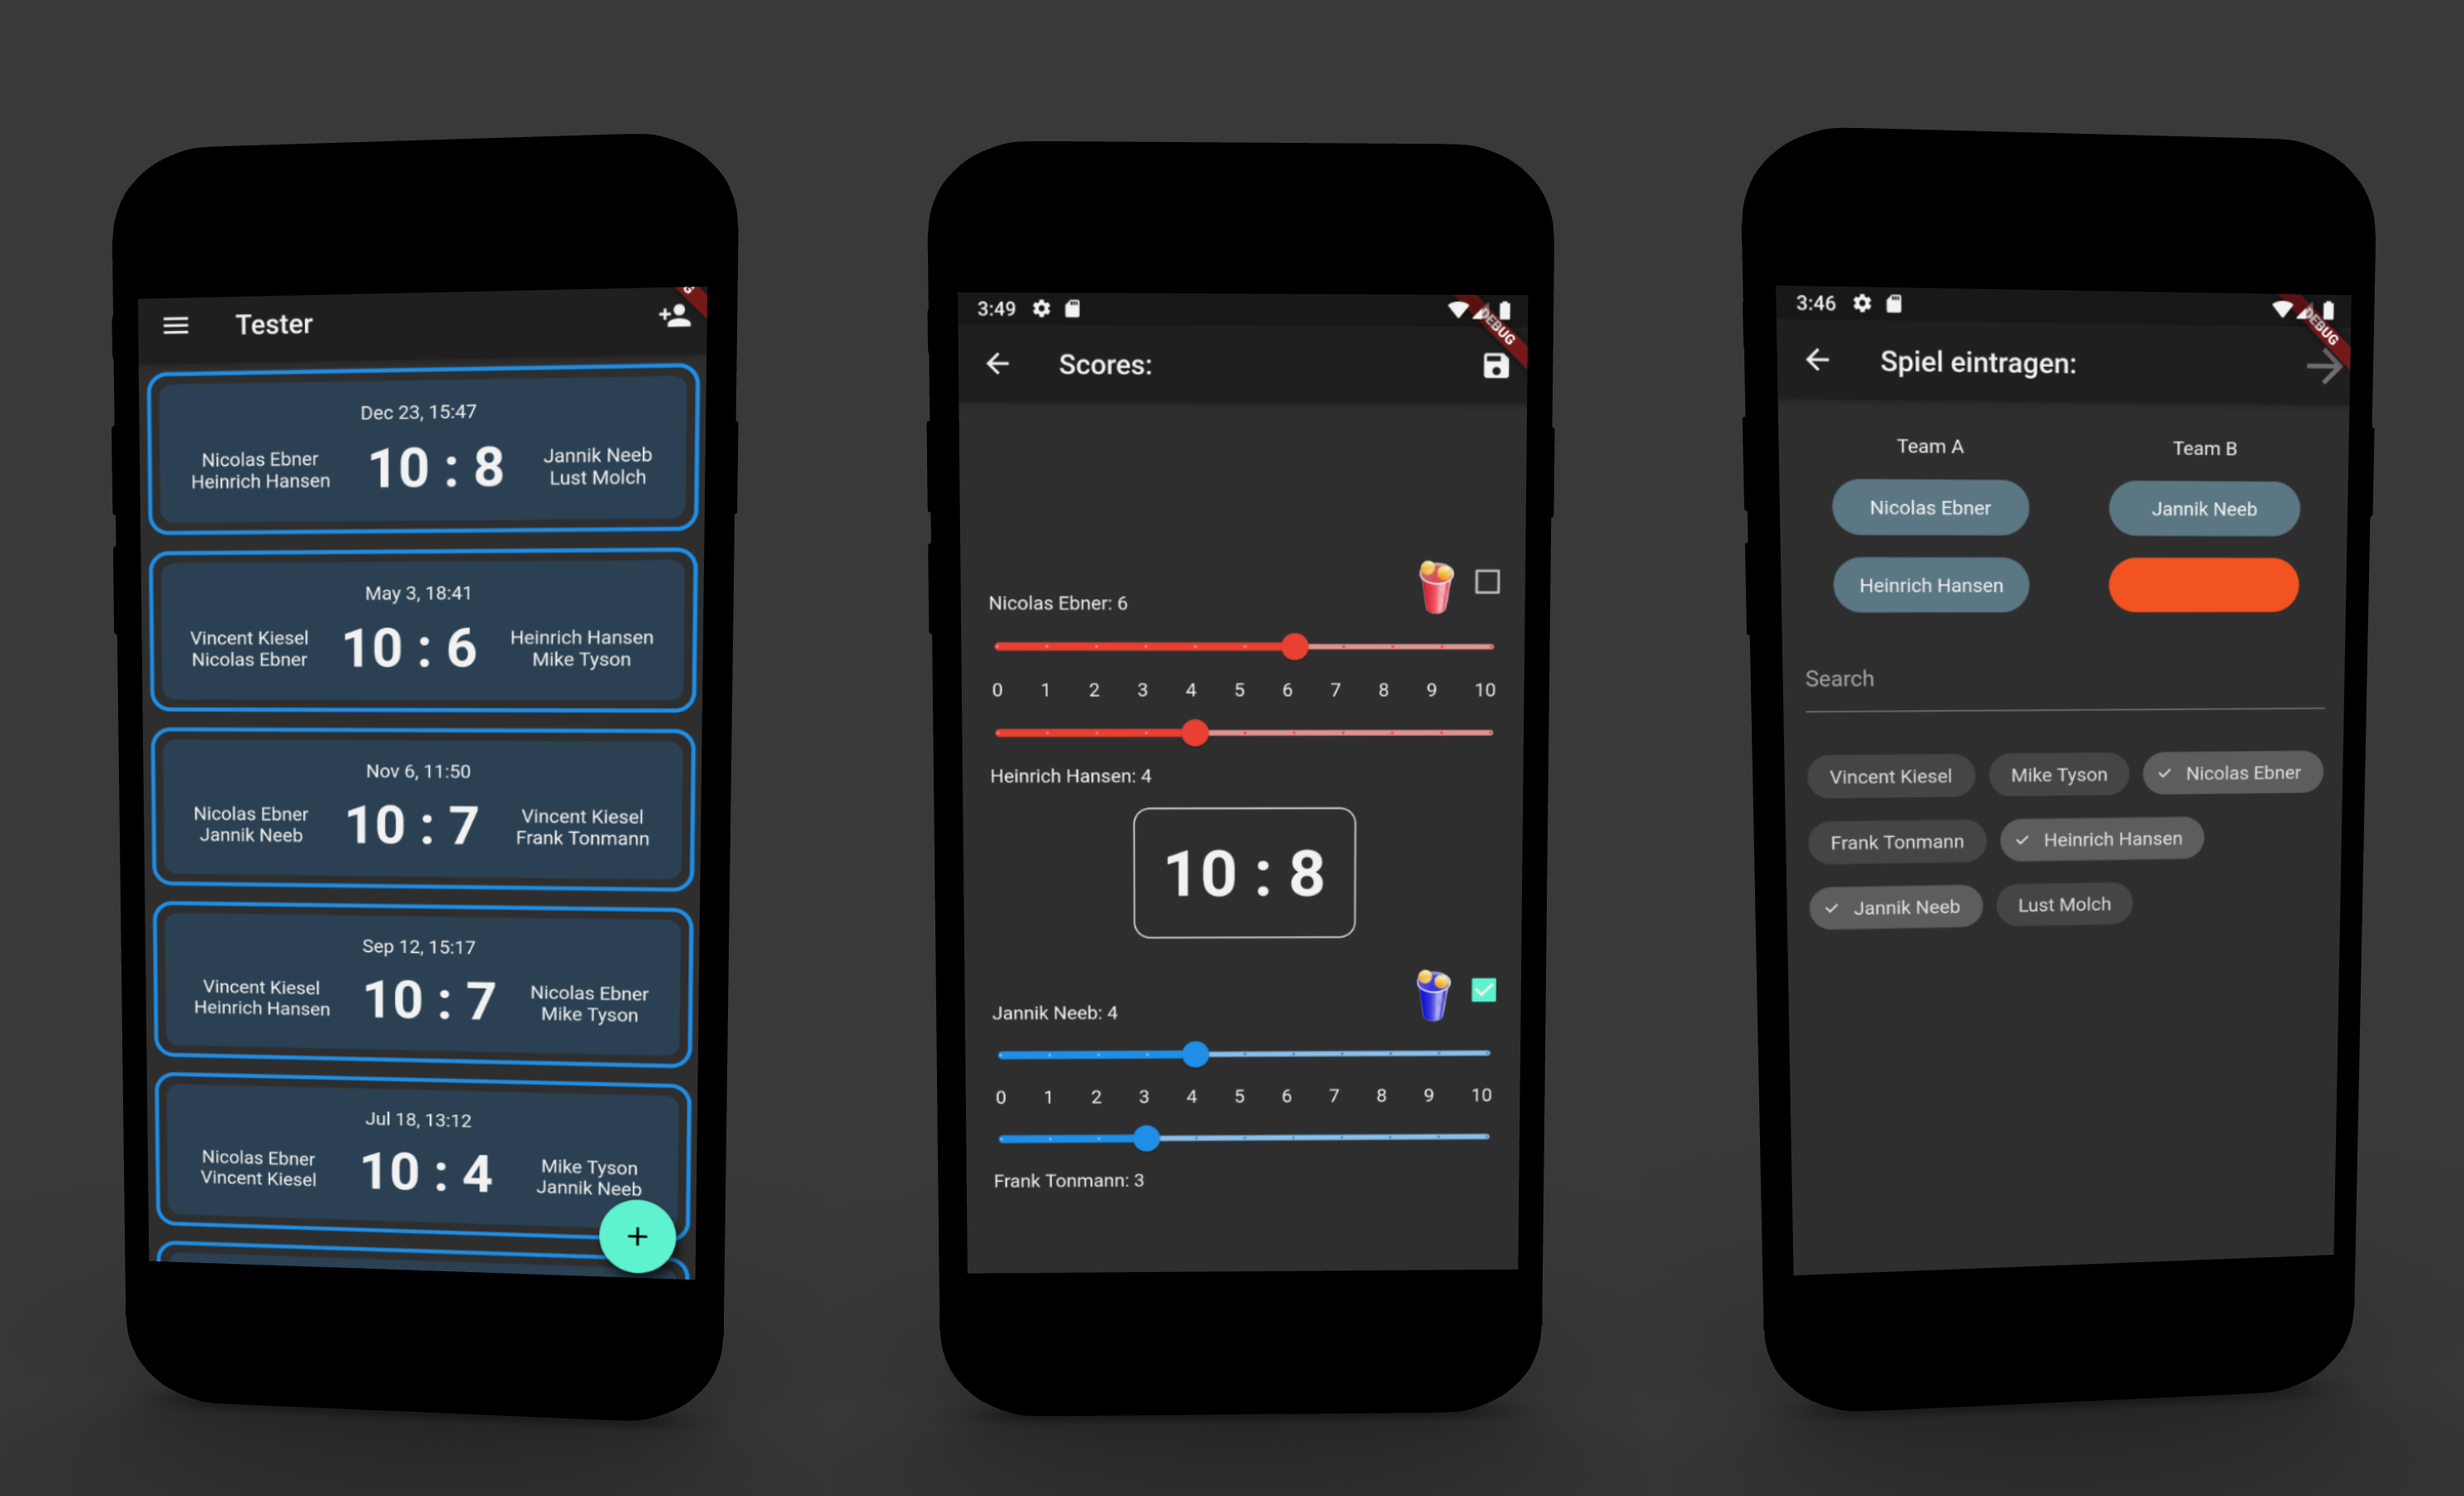 Tester
Dec 23, 15:47
Nicolas Ebner
Heinrich Hansen
10 : 8
Jannik Neeb
Lust Molch
May 3, 18:41
Vincent Kiesel
Nicolas Ebner
10 : 6
Heinrich Hansen
Mike Tyson
Nov 6, 11:50
Nicolas Ebner
Jannik Neeb
10 : 7
Vincent Kiesel
Frank Tonmann
Sep 12, 15:17
Vincent Kiesel
Heinrich Hansen
10 : 7
Nicolas Ebner
Mike Tyson
Jul 18, 13:12
Nicolas Ebner
Vincent Kiesel
10 : 4
Mike Tyson
Jannik Neeb
+
3:49
DEBUG
Scores:
Nicolas Ebner: 6
0 1 2 3 4 5 6 7 8 9 10
Heinrich Hansen: 4
10 : 8
Jannik Neeb: 4
0 1 2 3 4 5 6 7 8 9 10
Frank Tonmann: 3
3:46
DEBUG
Spiel eintragen:
Team A
Team B
Nicolas Ebner
Jannik Neeb
Heinrich Hansen
Search
Vincent Kiesel
Mike Tyson
Nicolas Ebner
Frank Tonmann
Heinrich Hansen
Jannik Neeb
Lust Molch